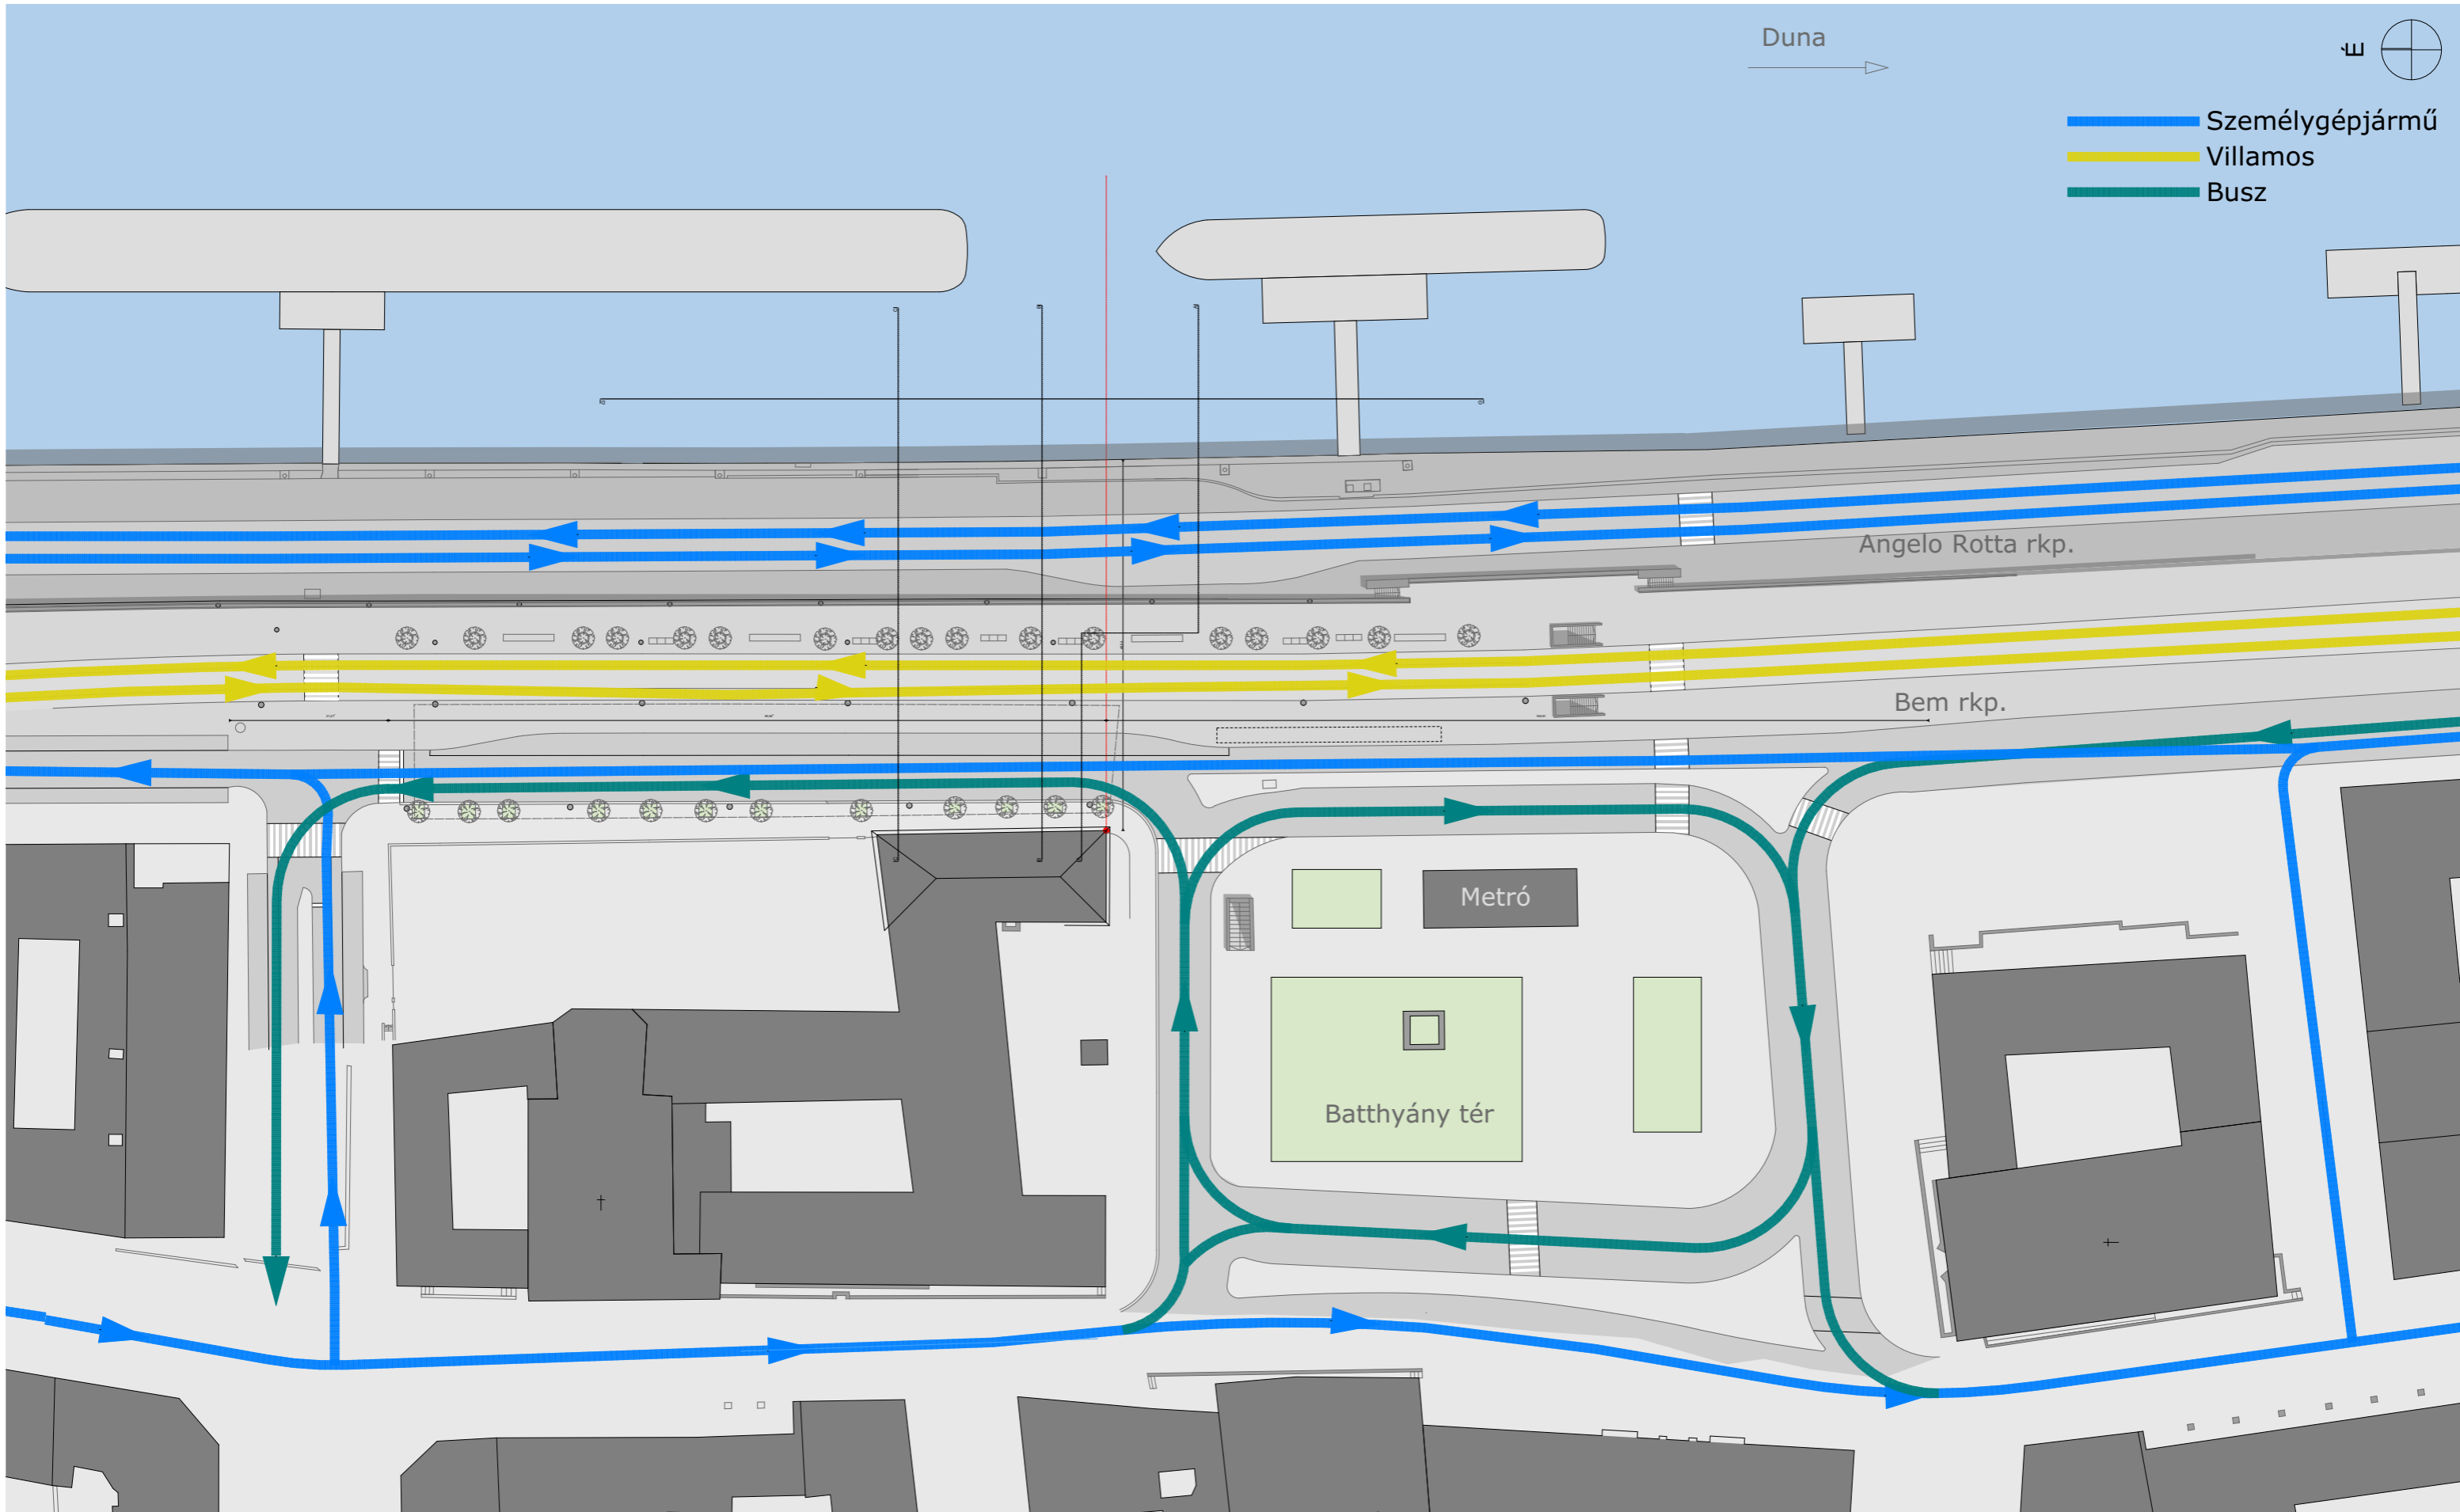 Duna
É
Személygépjármű
Villamos
Busz
Angelo Rotta rkp.
Bem rkp.
Metró
Batthyány tér